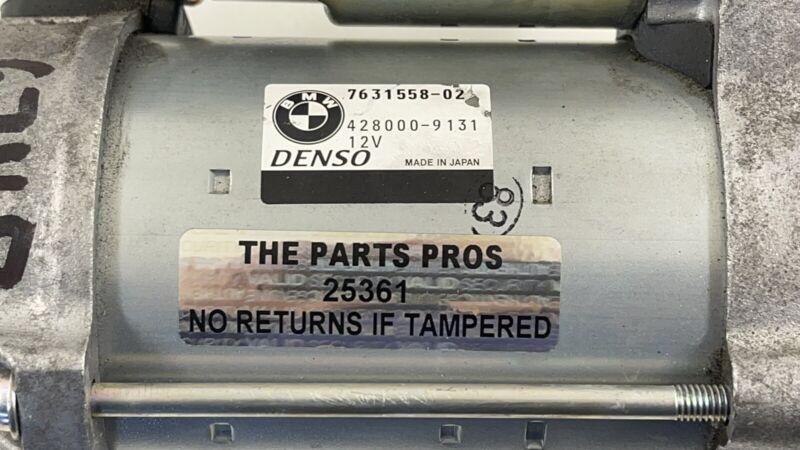 BMW
7631558-02
428000-9131
12V
DENSO
MADE IN JAPAN
83
THE PARTS PROS
25361
NO RETURNS IF TAMPERED